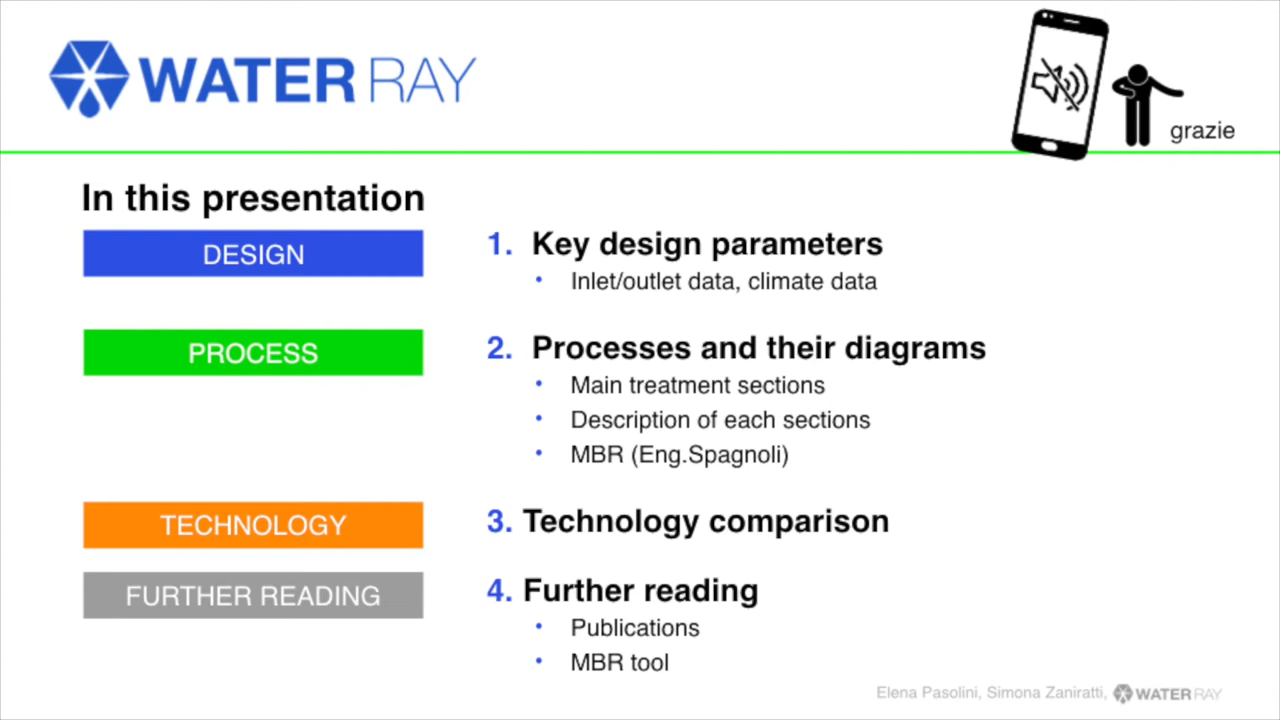 WATER RAY
grazie
In this presentation
DESIGN
1. Key design parameters
• Inlet/outlet data, climate data
PROCESS
2. Processes and their diagrams
• Main treatment sections
• Description of each sections
• MBR (Eng.Spagnoli)
TECHNOLOGY
3. Technology comparison
FURTHER READING
4. Further reading
• Publications
• MBR tool
Elena Pasolini, Simona Zaniratti, WATER RAY